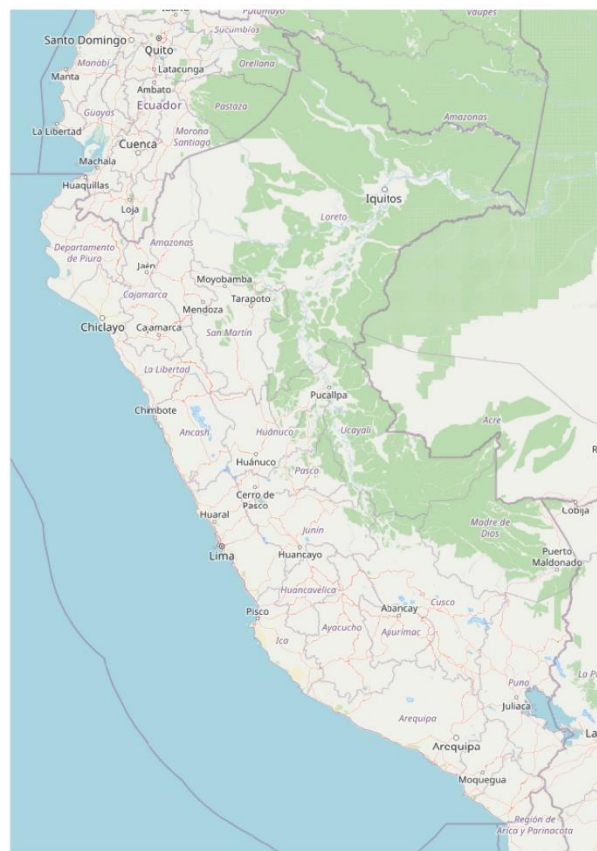 Putumayo
Vaupés
Sucumbíos
Santo Domingo
Quito
Orellana
Manabí
Latacunga
Manta
Ambato
Ecuador
Pastaza
Guayas
Amazonas
La Libertad
Morona
Santiago
Cuenca
Machala
Huaquillas
Iquitos
Loja
Loreto
Departamento
de Piura
Amazonas
Jaén
Moyobamba
Cajamarca
Tarapoto
Mendoza
Chiclayo
Cajamarca
San Martín
La Libertad
Pucallpa
Chimbote
Ancash
Huánuco
Ucayali
Acre
Huánuco
Pasco
Cerro de
Pasco
Huaral
Junín
Madre de
Dios
Cobija
Lima
Huancayo
Puerto
Maldonado
Huancavelica
Abancay
Cusco
Pisco
Ayacucho
Apurímac
Ica
Puno
La P
Juliaca
Arequipa
La
Arequipa
Moquegua
Región de
Arica y Parinacota